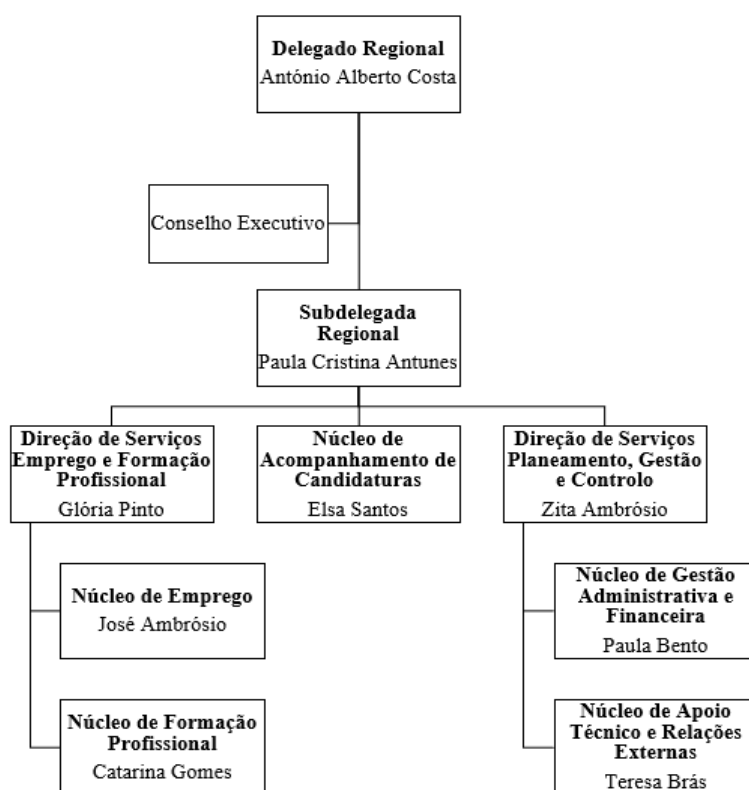 Delegado Regional
António Alberto Costa
Conselho Executivo
Subdelegada
Regional
Paula Cristina Antunes
Direção de Serviços
Emprego e Formação
Profissional
Glória Pinto
Núcleo de
Acompanhamento de
Candidaturas
Elsa Santos
Direção de Serviços
Planeamento, Gestão
e Controlo
Zita Ambrósio
Núcleo de Emprego
José Ambrósio
Núcleo de Gestão
Administrativa e
Financeira
Paula Bento
Núcleo de Formação
Profissional
Catarina Gomes
Núcleo de Apoio
Técnico e Relações
Externas
Teresa Brás